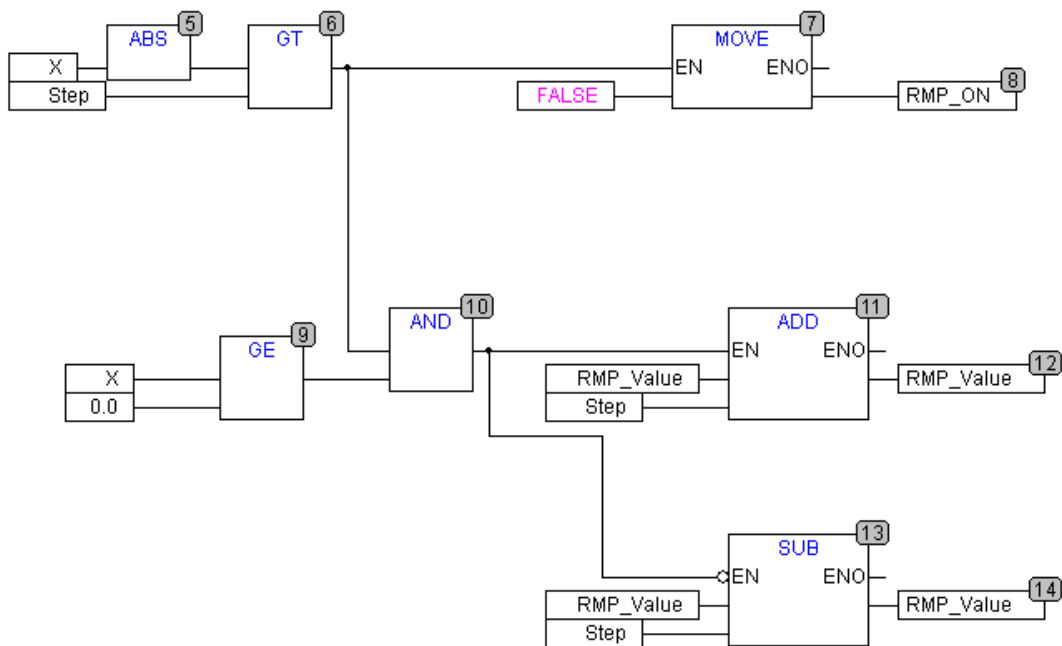 5
6
7
ABS
GT
MOVE
X
EN
ENO
Step
FALSE
8
RMP_ON
10
11
9
AND
ADD
GE
EN
ENO
12
X
RMP_Value
RMP_Value
0.0
Step
13
SUB
EN
ENO
14
RMP_Value
RMP_Value
Step